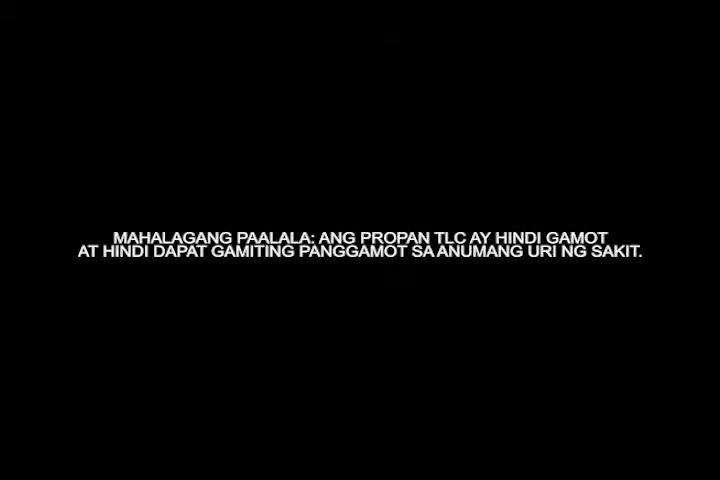 MAHALAGANG PAALALA: ANG PROPAN TLC AY HINDI GAMOT
AT HINDI DAPAT GAMITING PANGGAMOT SA ANUMANG URI NG SAKIT.